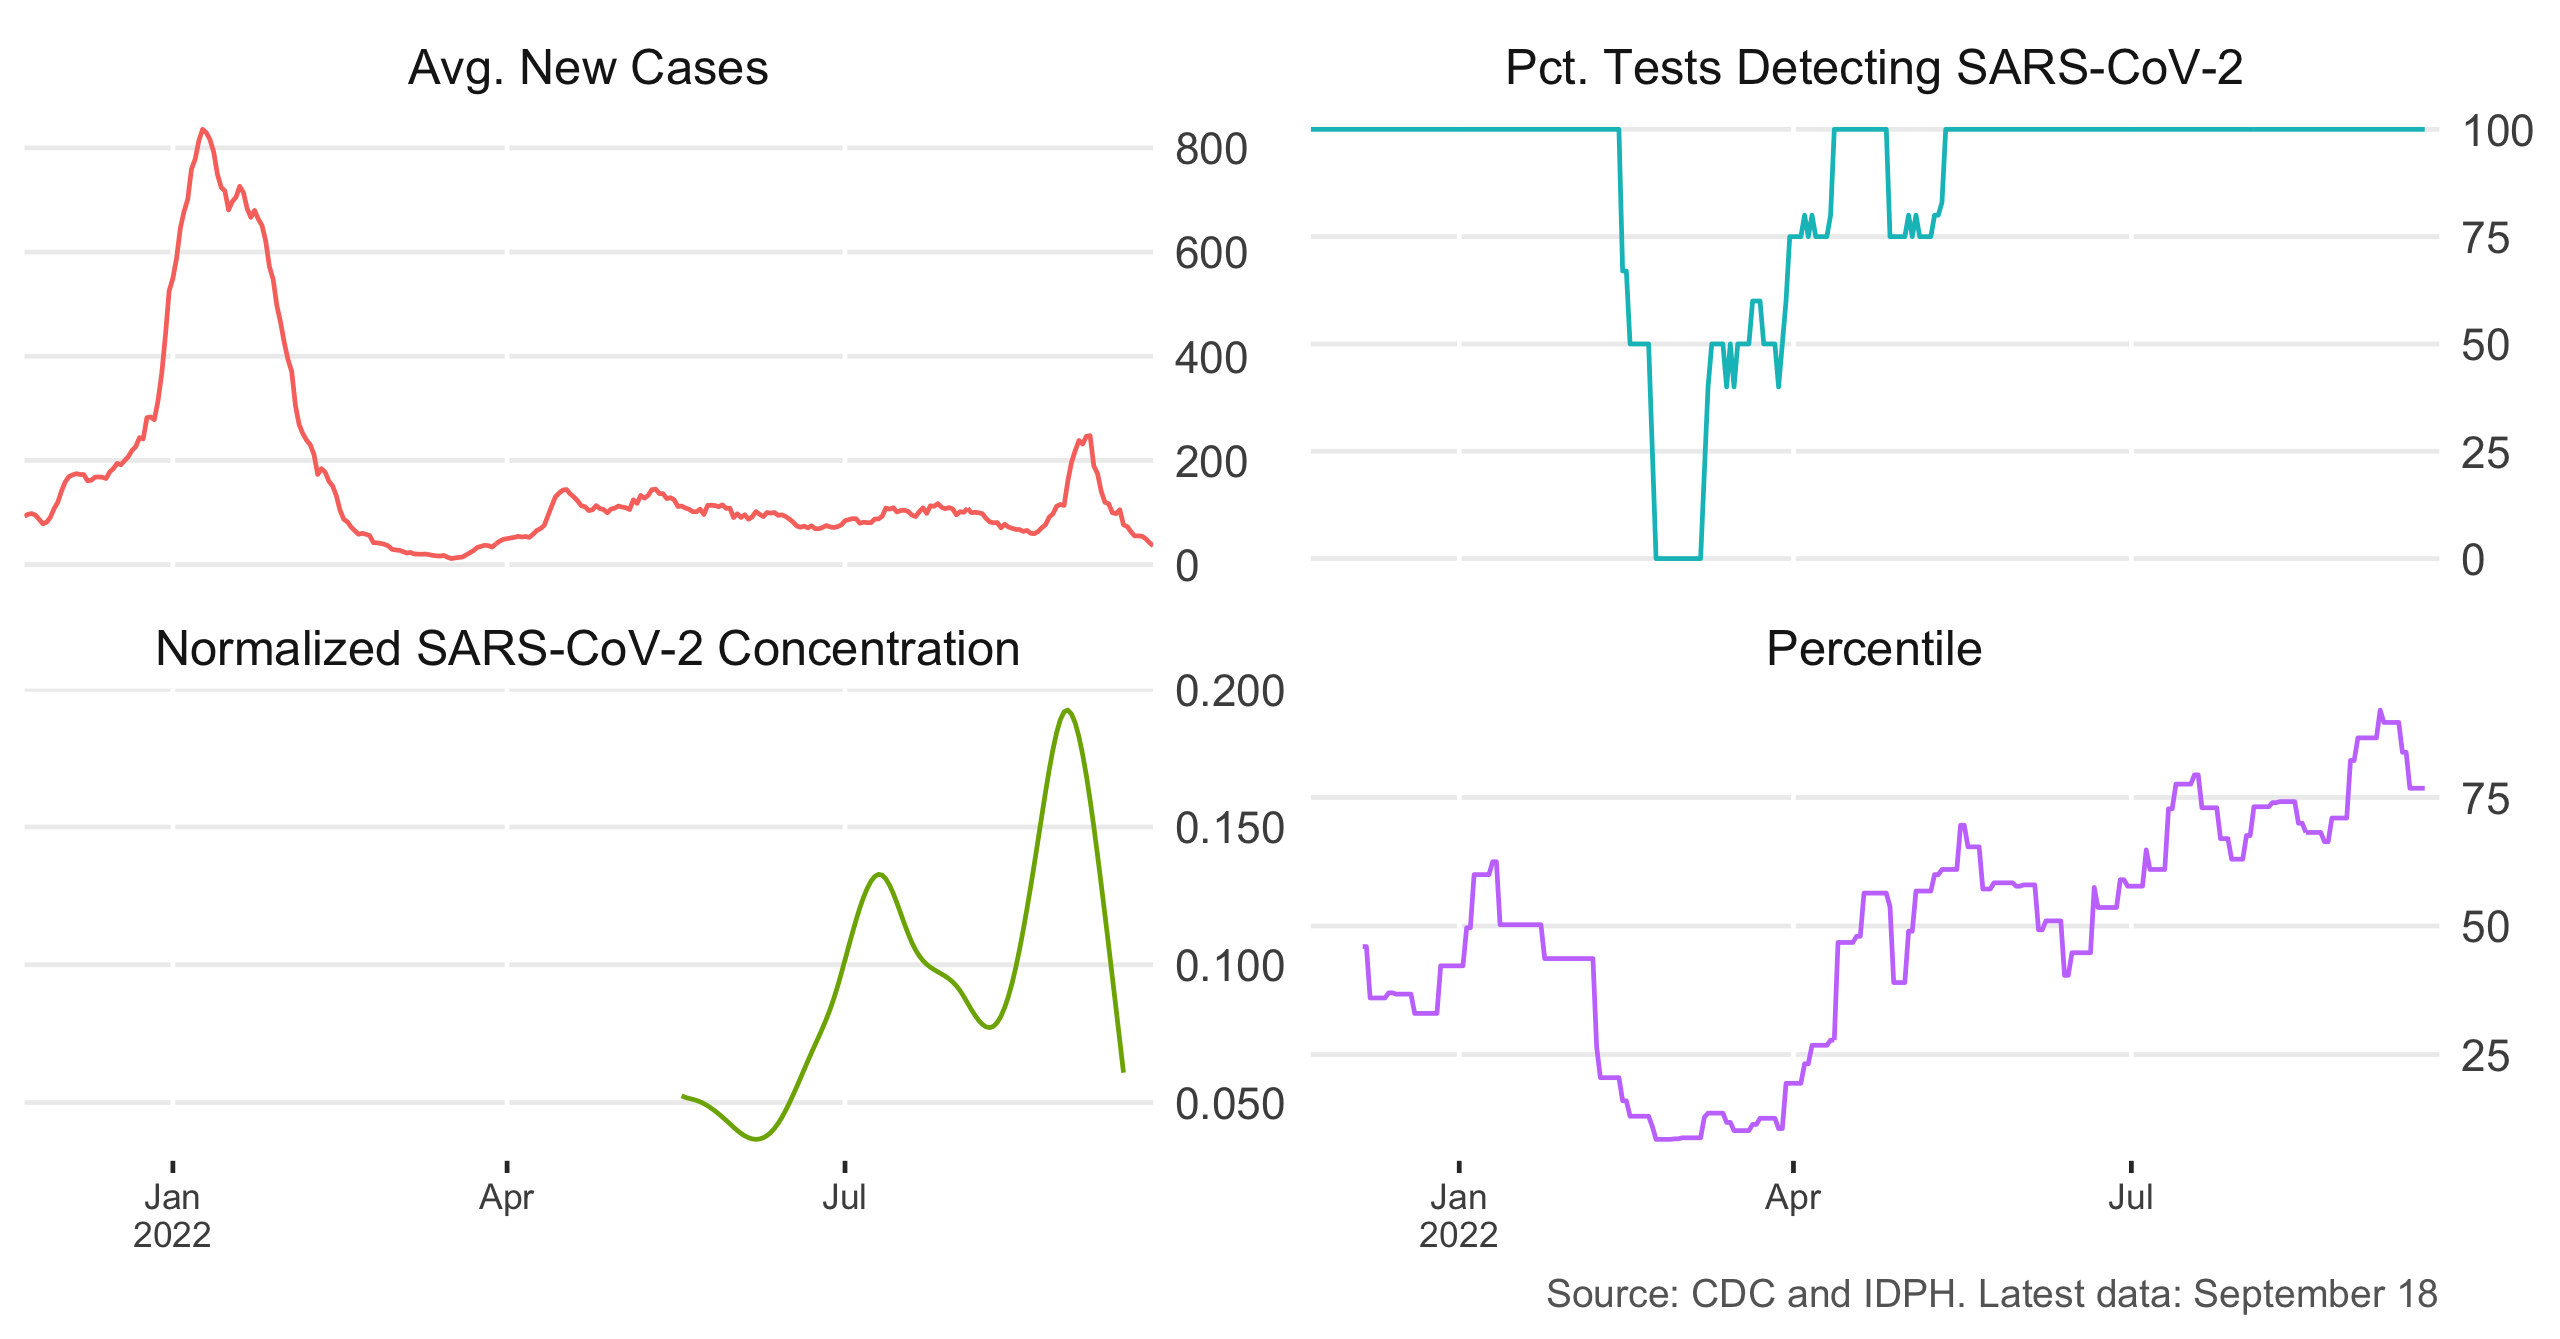 Avg. New Cases
800
600
400
200
0
Pct. Tests Detecting SARS-CoV-2
100
75
50
25
0
Normalized SARS-CoV-2 Concentration
0.200
0.150
0.100
0.050
Jan
2022
Apr
Jul
Percentile
75
50
25
Jan
2022
Apr
Jul
Source: CDC and IDPH. Latest data: September 18